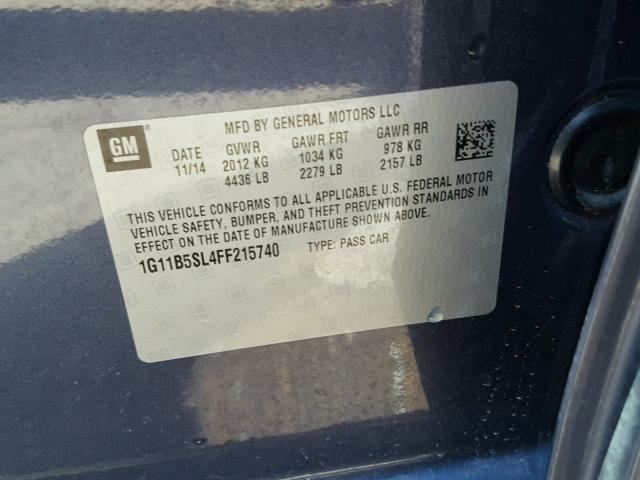 MFD BY GENERAL MOTORS LLC
GM
DATE GVWR GAWR FRT GAWR RR
11/14 2012 KG 1034 KG 978 KG
4436 LB 2279 LB 2157 LB
THIS VEHICLE CONFORMS TO ALL APPLICABLE U.S. FEDERAL MOTOR
VEHICLE SAFETY, BUMPER, AND THEFT PREVENTION STANDARDS IN
EFFECT ON THE DATE OF MANUFACTURE SHOWN ABOVE.
1G11B5SL4FF215740 TYPE: PASS CAR